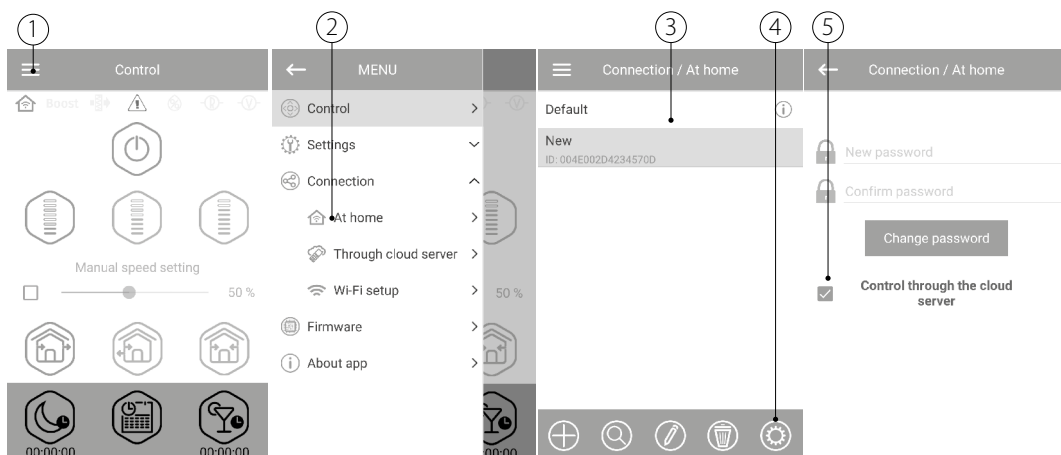 1
2
3
4
5
Control
Boost
Manual speed setting
50 %
00:00:00
00:00:00
MENU
Control
Settings
Connection
At home
Through cloud server
Wi-Fi setup
Firmware
About app
50 %
00:00
Connection / At home
Default
New
ID: 004E002D4234570D
Connection / At home
New password
Confirm password
Change password
Control through the cloud
server